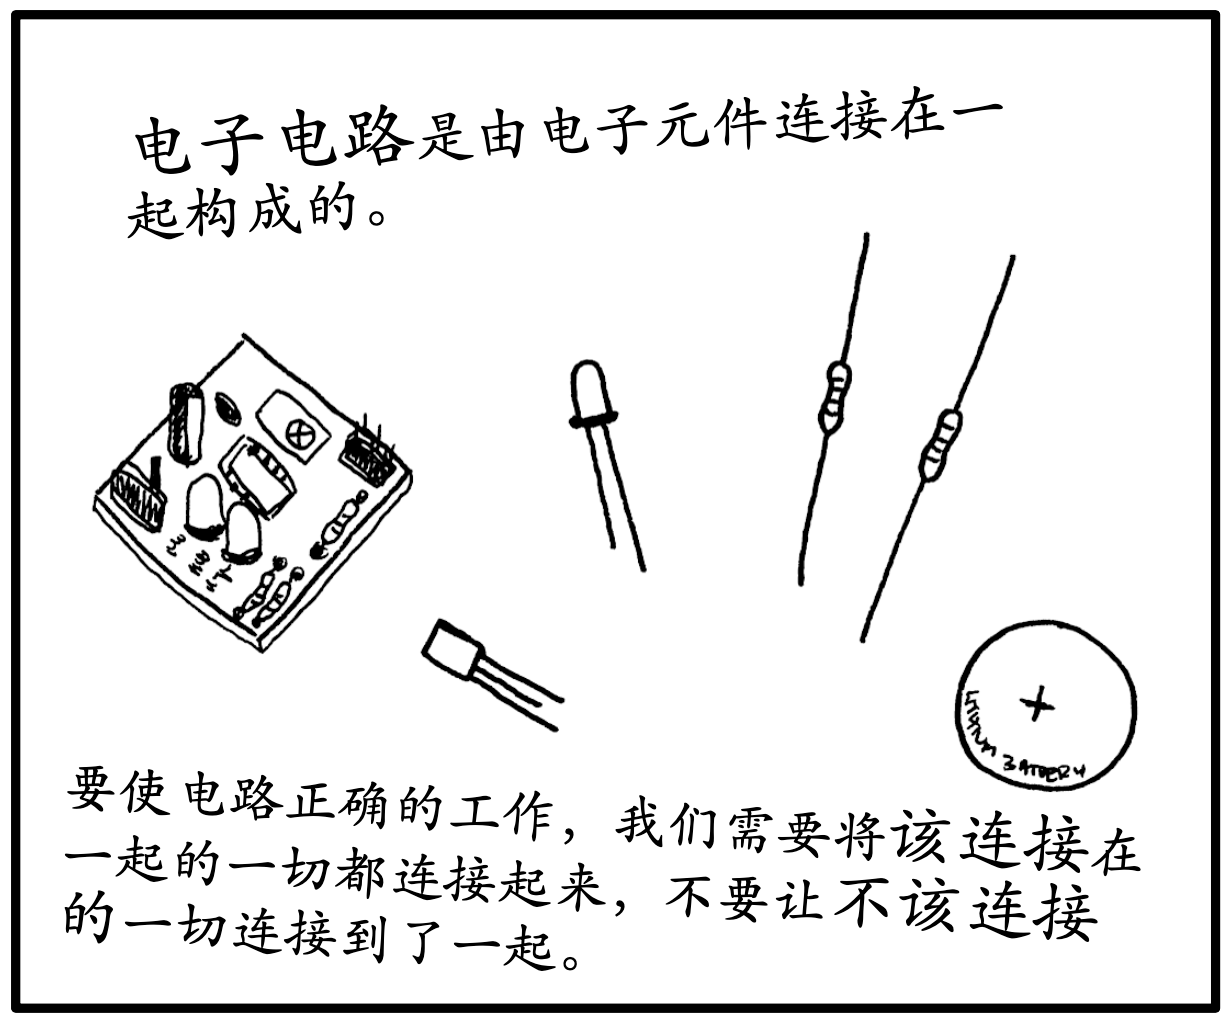 电子电路是由电子元件连接在一
起构成的。
BATTERY
要使电路正确的工作，我们需要将该连接在
一起的一切都连接起来，不要让不该连接
的一切连接到了一起。